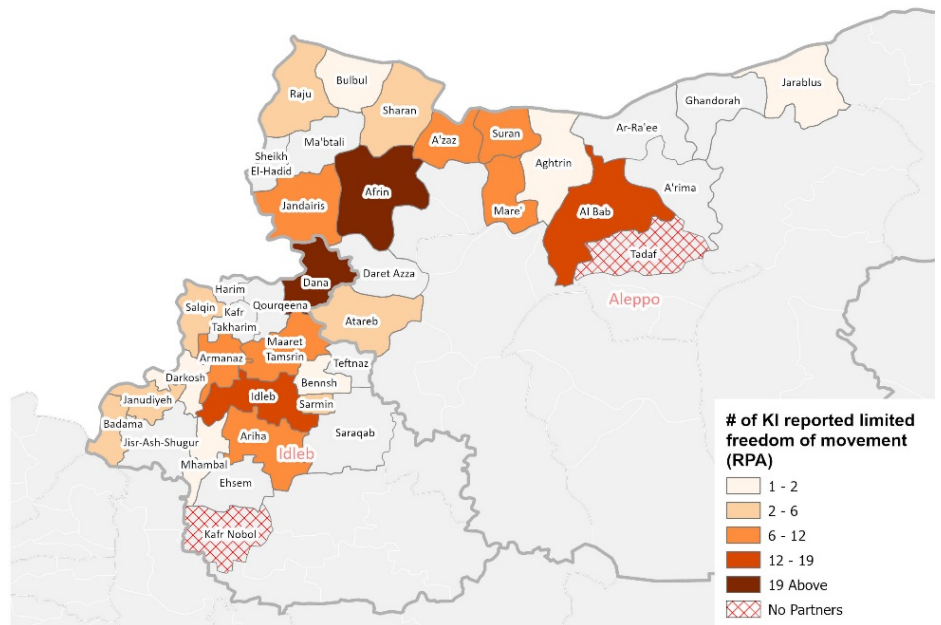 Bulbul
Jarablus
Raju
Ghandorah
Sharan
Ar-Ra'ee
Ma'btali
A'zaz
Suran
Sheikh
El-Hadid
Aghtrin
Afrin
A'rima
Jandairis
Mare'
Al Bab
Tadaf
Dana
Daret Azza
Harim
Aleppo
Salqin
Kafr
Takharim
Qourqeena
Atareb
Maaret
Tamsrin
Armanaz
Teftnaz
Darkosh
Bennsh
Janudiyeh
Idleb
Sarmin
Badama
Ariha
Saraqab
Jisr-Ash-Shugur
Idleb
Mhambal
Ehsem
Kafr Nobol
# of KI reported limited
freedom of movement
(RPA)
1 - 2
2 - 6
6 - 12
12 - 19
19 Above
No Partners